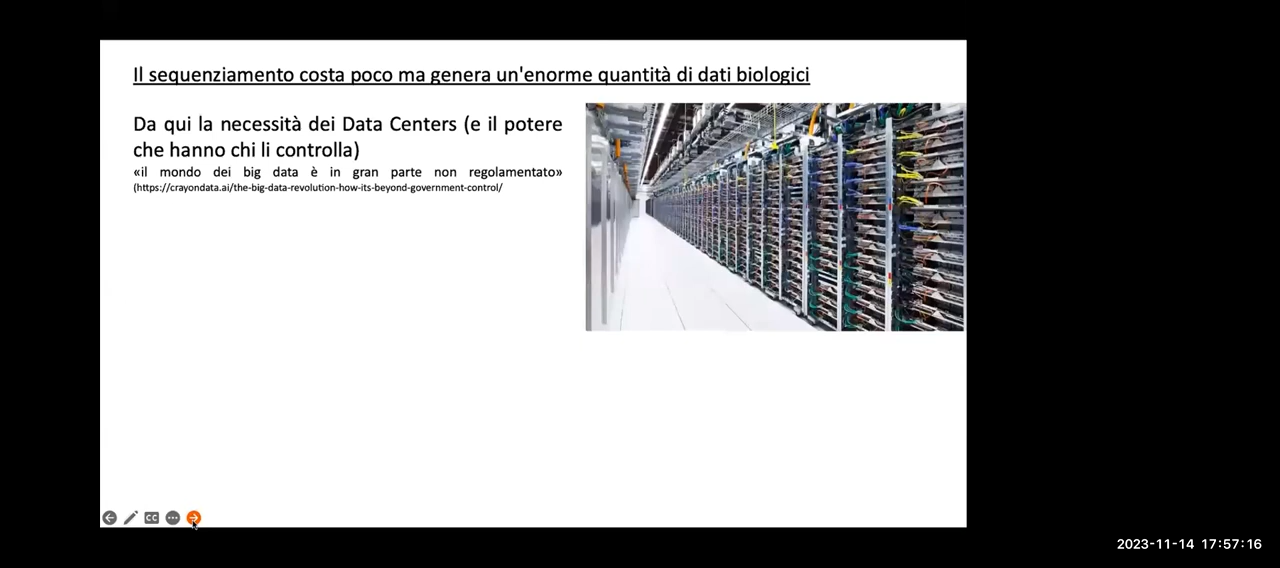 Il sequenziamento costa poco ma genera un'enorme quantità di dati biologici
Da qui la necessità dei Data Centers (e il potere
che hanno chi li controlla)
«il mondo dei big data è in gran parte non regolamentato»
(https://crayondata.ai/the-big-data-revolution-how-its-beyond-government-control/
CC
2023-11-14 17:57:16